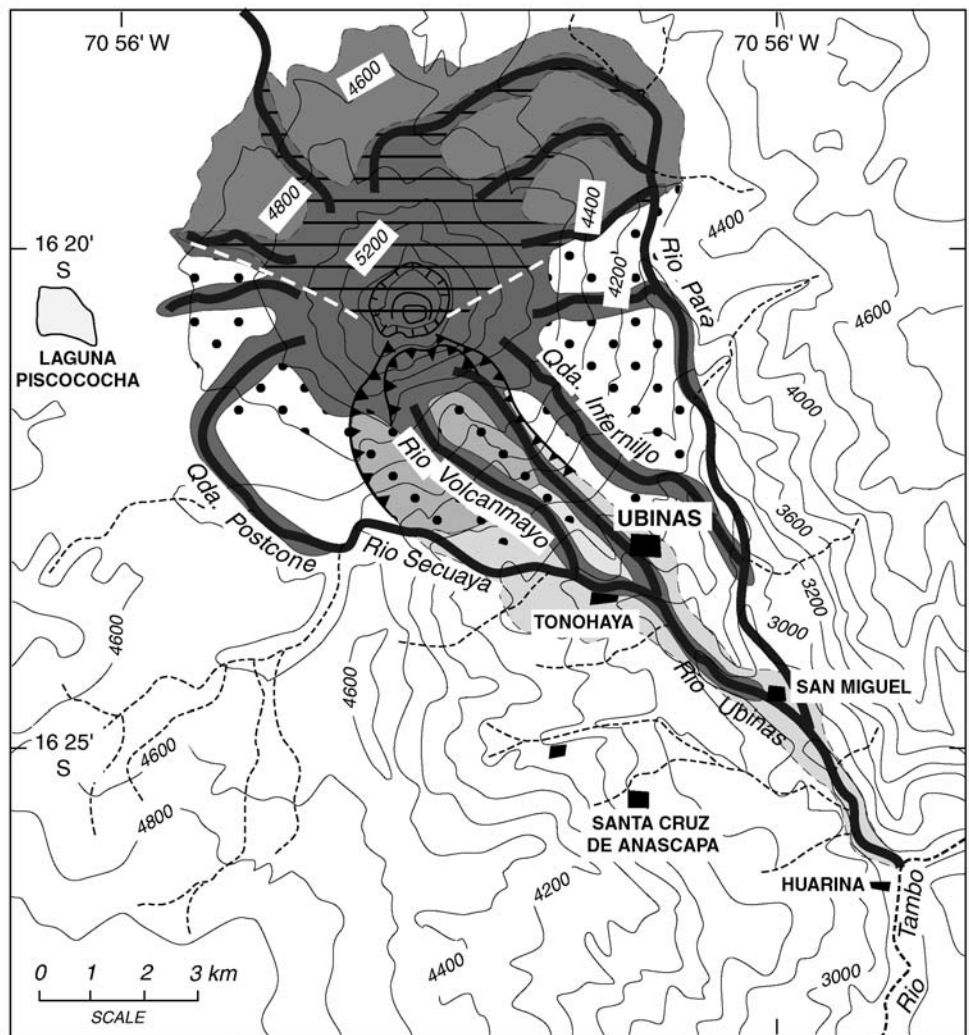 70 56' W
70 56' W
4600
4800
4400
4400
16 20'
S
5200
4200
Rio Para
4600
LAGUNA
PISCOCOCHA
4000
Qda. Infernillo
Rio Volcanmayo
3600
UBINAS
Qda. Postcone
Rio Secuaya
3200
4600
TONOHAYA
3000
4600
SAN MIGUEL
Rio Ubinas
16 25'
S
4600
4800
SANTA CRUZ
DE ANASCAPA
4200
HUARINA
Rio Tambo
4400
3000
0 1 2 3 km
SCALE